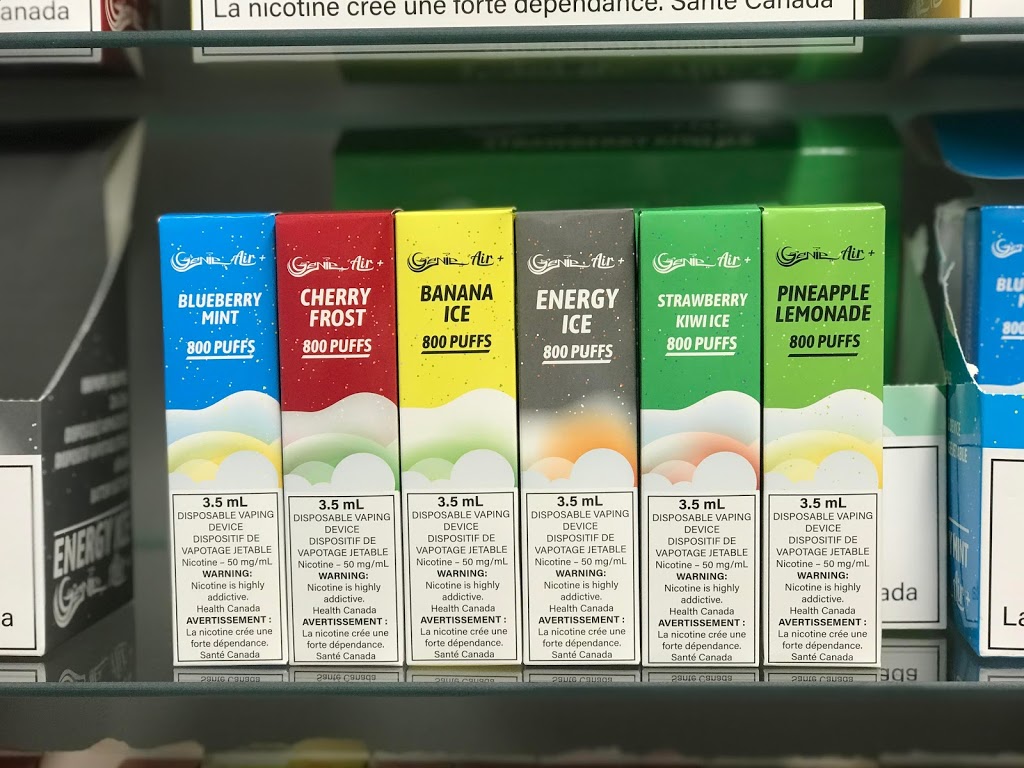 anada
La nicotine crée une forte dépendance. Santé Canada
STRAWBERRY KIWI ICE
Genie Air +
BLUEBERRY
MINT
800 PUFFS
3.5 mL
DISPOSABLE VAPING
DEVICE
DISPOSITIF DE
VAPOTAGE JETABLE
Nicotine – 50 mg/mL
WARNING:
Nicotine is highly
addictive.
Health Canada
AVERTISSEMENT :
La nicotine crée une
forte dépendance.
Santé Canada
Genie Air +
CHERRY
FROST
800 PUFFS
3.5 mL
DISPOSABLE VAPING
DEVICE
DISPOSITIF DE
VAPOTAGE JETABLE
Nicotine – 50 mg/mL
WARNING:
Nicotine is highly
addictive.
Health Canada
AVERTISSEMENT :
La nicotine crée une
forte dépendance.
Santé Canada
Genie Air +
BANANA
ICE
800 PUFFS
3.5 mL
DISPOSABLE VAPING
DEVICE
DISPOSITIF DE
VAPOTAGE JETABLE
Nicotine – 50 mg/mL
WARNING:
Nicotine is highly
addictive.
Health Canada
AVERTISSEMENT :
La nicotine crée une
forte dépendance.
Santé Canada
Genie Air +
ENERGY
ICE
800 PUFFS
3.5 mL
DISPOSABLE VAPING
DEVICE
DISPOSITIF DE
VAPOTAGE JETABLE
Nicotine – 50 mg/mL
WARNING:
Nicotine is highly
addictive.
Health Canada
AVERTISSEMENT :
La nicotine crée une
forte dépendance.
Santé Canada
Genie Air +
STRAWBERRY
KIWI ICE
800 PUFFS
3.5 mL
DISPOSABLE VAPING
DEVICE
DISPOSITIF DE
VAPOTAGE JETABLE
Nicotine – 50 mg/mL
WARNING:
Nicotine is highly
addictive.
Health Canada
AVERTISSEMENT :
La nicotine crée une
forte dépendance.
Santé Canada
Genie Air +
PINEAPPLE
LEMONADE
800 PUFFS
3.5 mL
DISPOSABLE VAPING
DEVICE
DISPOSITIF DE
VAPOTAGE JETABLE
Nicotine – 50 mg/mL
WARNING:
Nicotine is highly
addictive.
Health Canada
AVERTISSEMENT :
La nicotine crée une
forte dépendance.
Santé Canada
ENERGY
Genie
a
ada
BLU
M
800
MINT
La